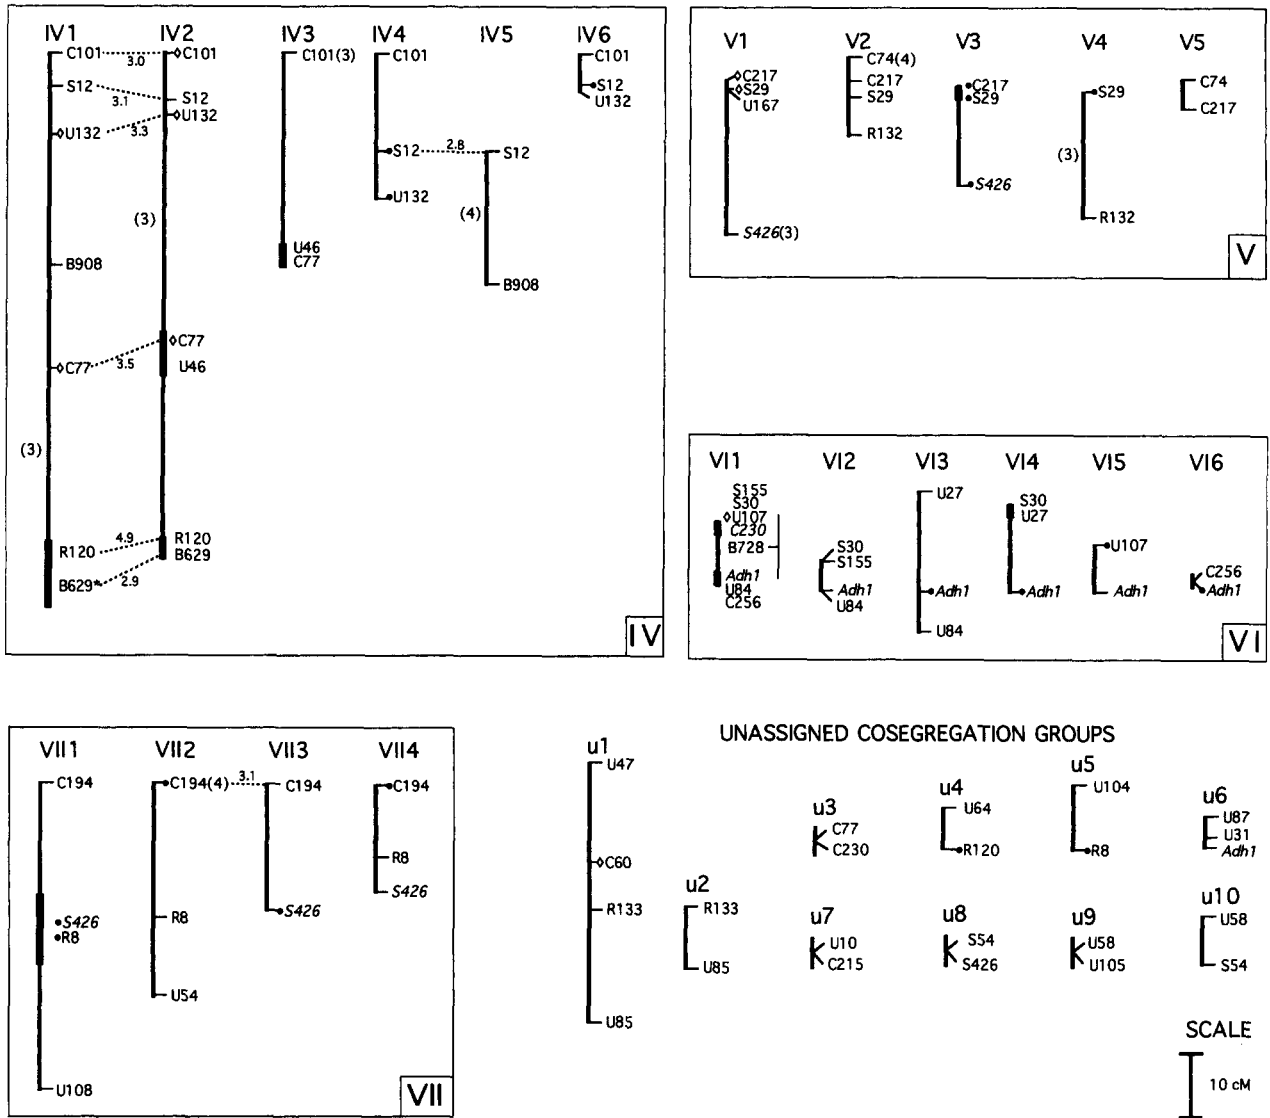 IV1 IV2 IV3 IV4 IV5 IV6
C101 3.0 C101 C101(3) C101 C101
S12 3.1 S12 S12
U132 3.3 U132 U132
S12 2.8 S12
U132
(3) (4)
B908 U46
C77
B908
C77 3.5 C77
U46
(3)
R120 4.9 R120
B629* 2.9 B629
IV
V1 V2 V3 V4 V5
C217
S29
U167
S426(3)
C74(4)
C217
S29
R132
C217
S29
S426
S29
(3)
R132
C74
C217
V
VI1 VI2 VI3 VI4 VI5 VI6
S155
S30
U107
C230
B728
Adh1
U84
C256
S30
S155
Adh1
U84
U27
Adh1
U84
S30
U27
Adh1
U107
Adh1
C256
Adh1
VI
VII1 VII2 VII3 VII4
C194
S426
R8
U108
C194(4) 3.1 C194
R8
U54
S426
C194
R8
S426
VII
UNASSIGNED COSEGREGATION GROUPS
u1
U47
C60
R133
U85
u2
R133
U85
u3
C77
C230
u4
U64
R120
u5
U104
R8
u6
U87
U31
Adh1
u7
U10
C215
u8
S54
S426
u9
U58
U105
u10
U58
S54
SCALE
10 cM